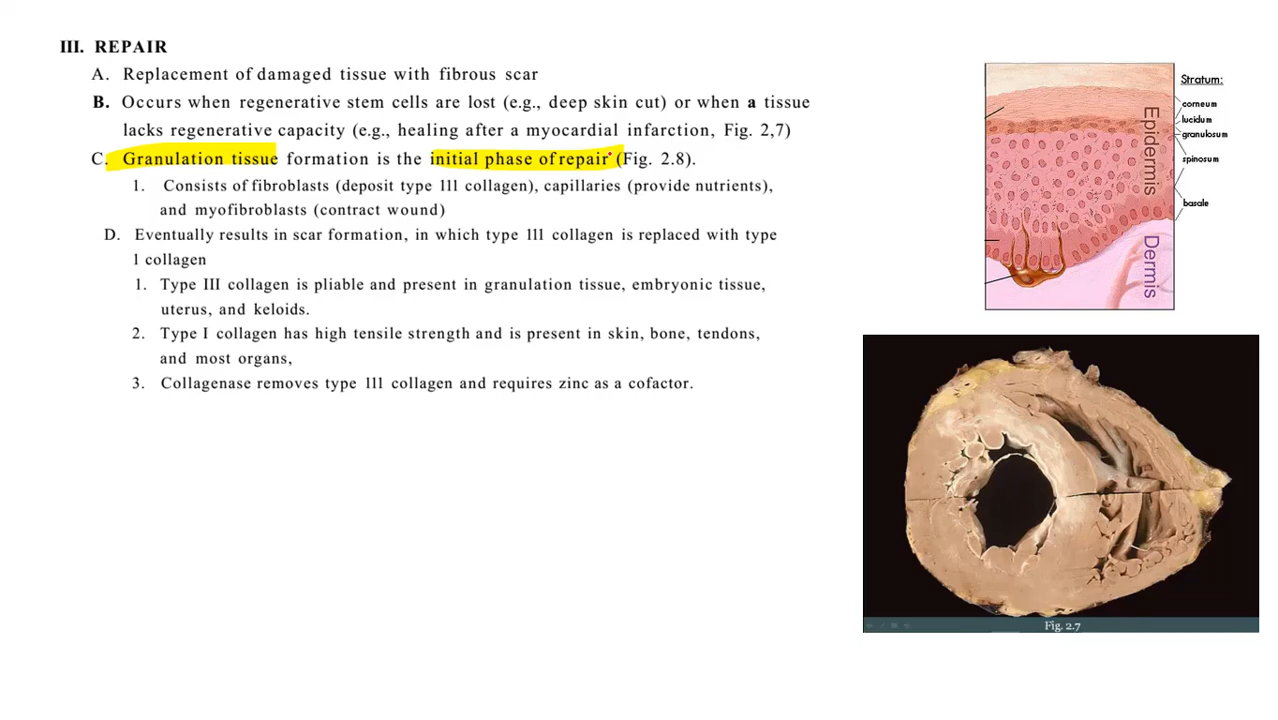 III. REPAIR
A. Replacement of damaged tissue with fibrous scar
B. Occurs when regenerative stem cells are lost (e.g., deep skin cut) or when a tissue
lacks regenerative capacity (e.g., healing after a myocardial infarction, Fig. 2,7)
C. Granulation tissue formation is the initial phase of repair (Fig. 2.8).
1. Consists of fibroblasts (deposit type 111 collagen), capillaries (provide nutrients),
and myofibroblasts (contract wound)
D. Eventually results in scar formation, in which type 111 collagen is replaced with type
1 collagen
1. Type III collagen is pliable and present in granulation tissue, embryonic tissue,
uterus, and keloids.
2. Type I collagen has high tensile strength and is present in skin, bone, tendons,
and most organs,
3. Collagenase removes type 111 collagen and requires zinc as a cofactor.
Stratum:
corneum
lucidum
granulosum
spinosum
basale
Epidermis
Dermis
Fig. 2.7